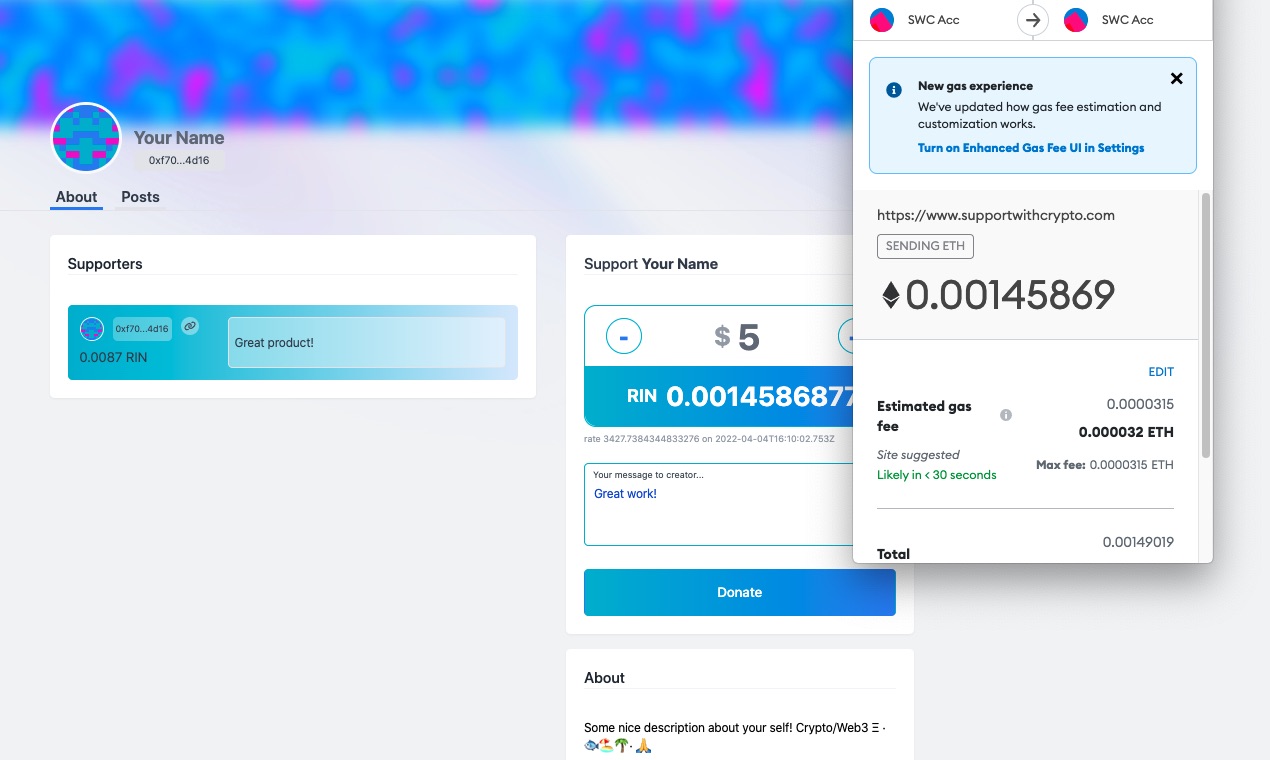 SWC Acc
SWC Acc
New gas experience
We've updated how gas fee estimation and
customization works.
Turn on Enhanced Gas Fee UI in Settings
https://www.supportwithcrypto.com
SENDING ETH
0.00145869
EDIT
Estimated gas
fee
0.0000315
0.000032 ETH
Site suggested
Likely in < 30 seconds
Max fee: 0.0000315 ETH
Total
0.00149019
Your Name
0xf70...4d16
About
Posts
Supporters
0xf70...4d16
0.0087 RIN
Great product!
Support Your Name
-
$ 5
RIN 0.0014586877
rate 3427.7384344833276 on 2022-04-04T16:10:02.753Z
Your message to creator...
Great work!
Donate
About
Some nice description about your self! Crypto/Web3 Ξ ·
🐟🏖️🌴·🙏